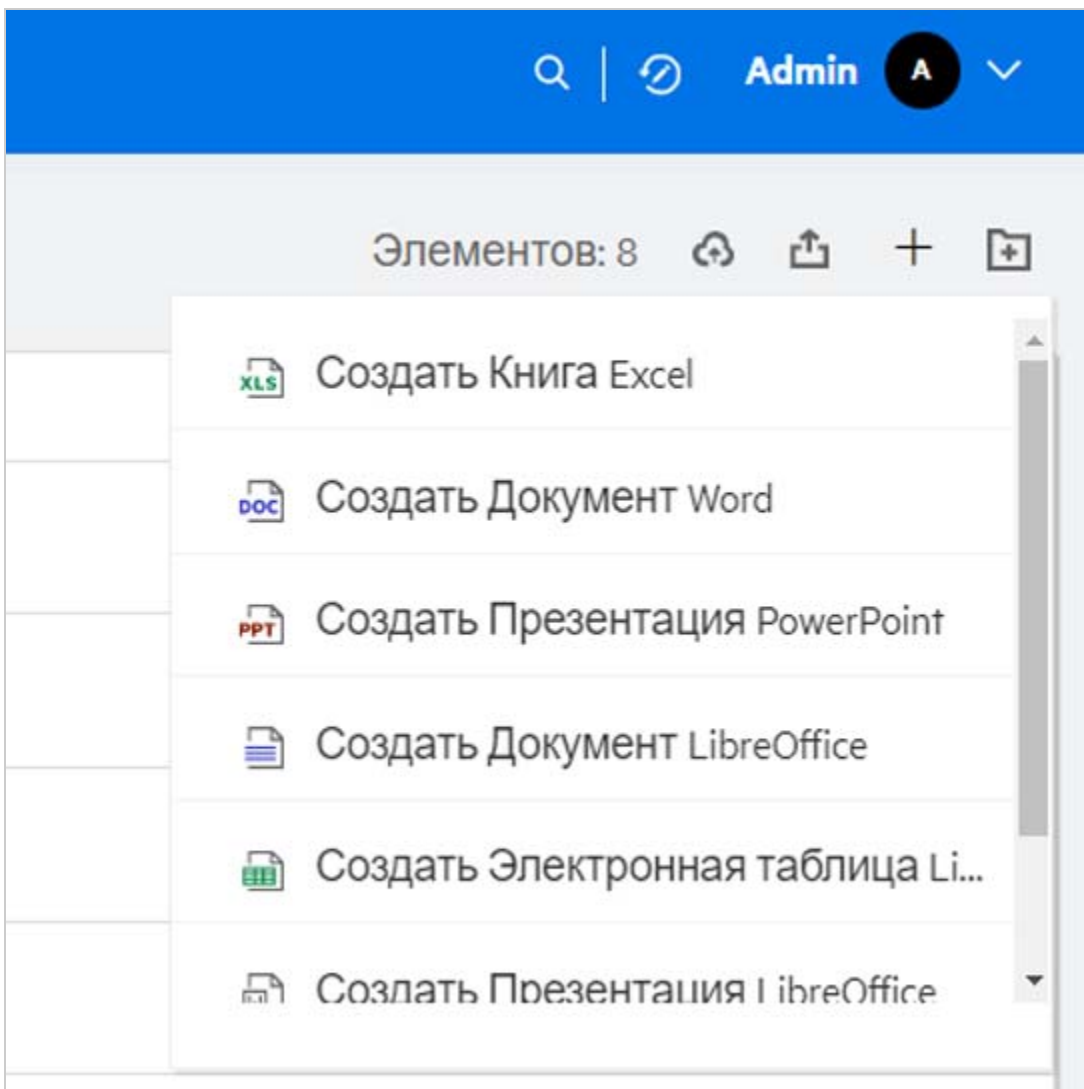 Admin A
Элементов: 8
XLS Создать Книга Excel
DOC Создать Документ Word
PPT Создать Презентация PowerPoint
Создать Документ LibreOffice
Создать Электронная таблица Li...
Создать Презентация LibreOffice